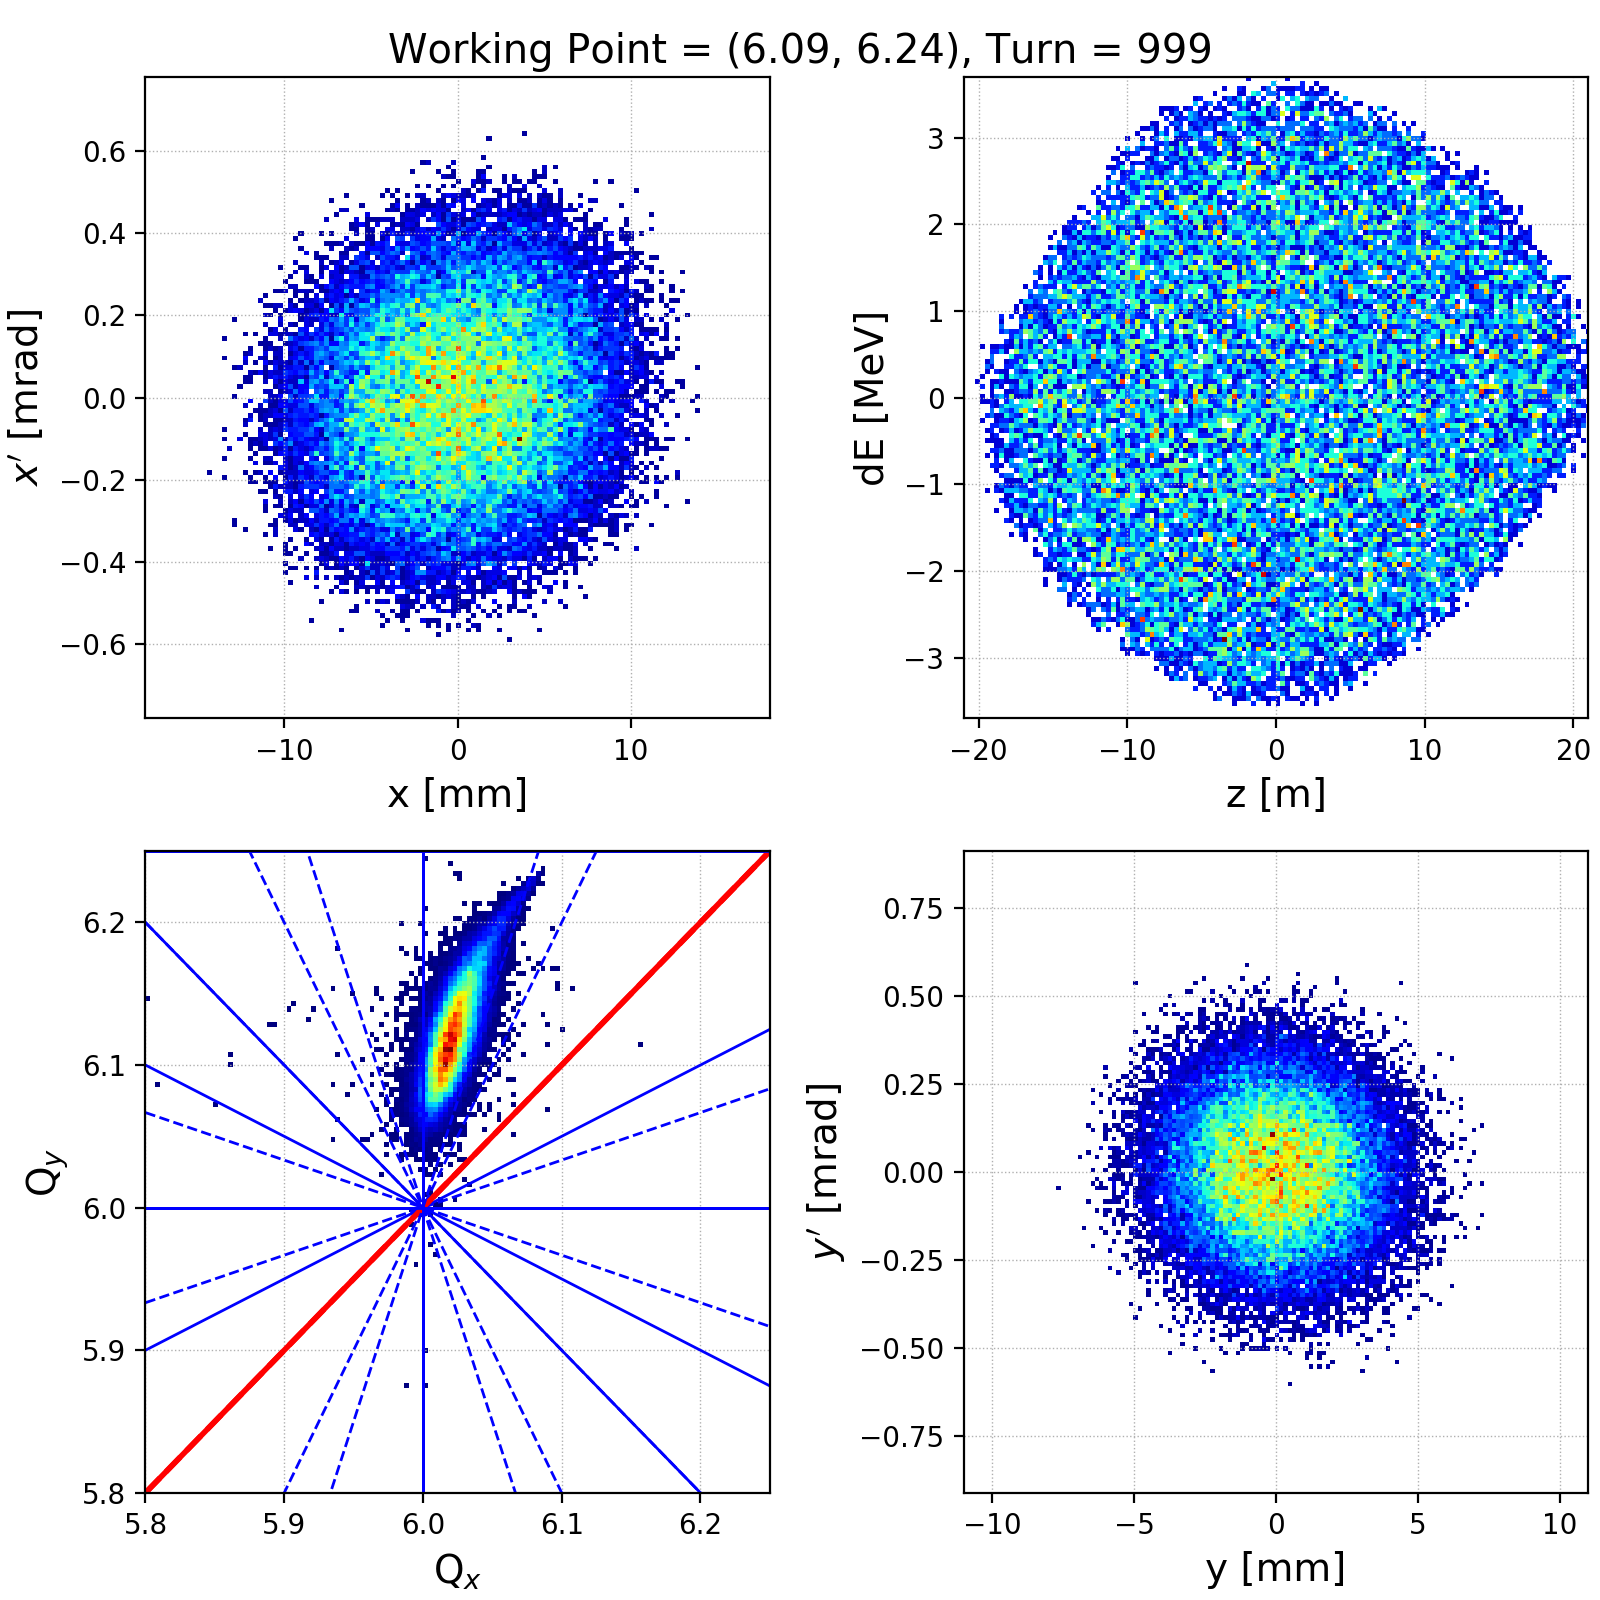 Working Point = (6.09, 6.24), Turn = 999
0.6
0.4
0.2
0.0
−0.2
−0.4
−0.6
x′ [mrad]
−10 0 10
x [mm]
3
2
1
0
−1
−2
−3
dE [MeV]
−20 −10 0 10 20
z [m]
6.2
6.1
6.0
5.9
5.8
Qy
5.8 5.9 6.0 6.1 6.2
Qx
0.75
0.50
0.25
0.00
−0.25
−0.50
−0.75
y′ [mrad]
−10 −5 0 5 10
y [mm]